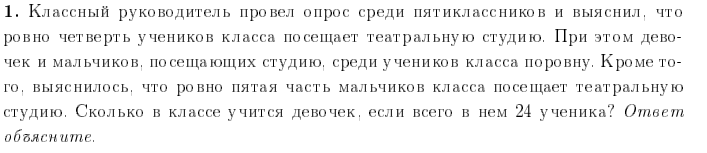 1. Классный руководитель провел опрос среди пятиклассников и выяснил, что
ровно четверть учеников класса посещает театральную студию. При этом дево-
чек и мальчиков, посещающих студию, среди учеников класса поровну. Кроме то-
го, выяснилось, что ровно пятая часть мальчиков класса посещает театральную
студию. Сколько в классе учится девочек, если всего в нем 24 ученика? Ответ
объясните.